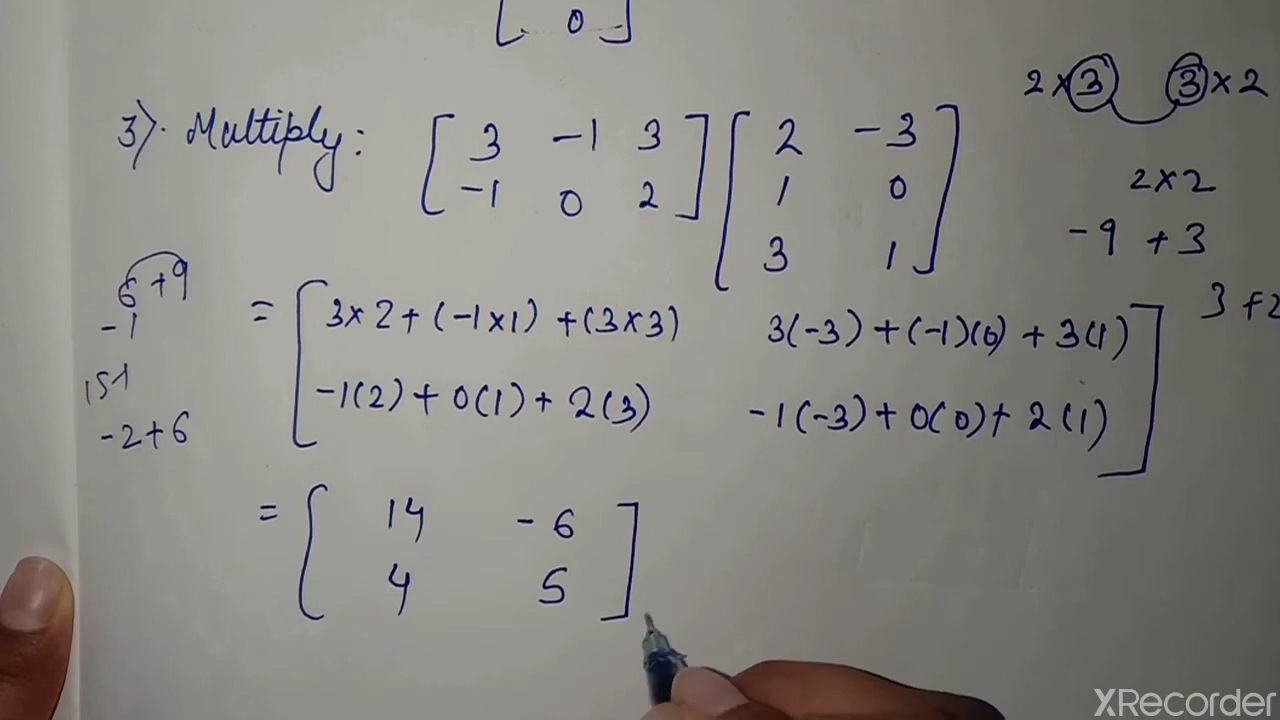 [ 0 ]
2×3 3×2
3). Multiply: [ 3 -1 3 ] [ 2 -3 ]
-1 0 2 1 0
3 1
2×2
-9 +3
3+2
6+9
-1
15-1
-2+6
= [ 3×2+(-1×1)+(3×3) 3(-3)+(-1)(0)+3(1) ]
-1(2)+0(1)+2(3) -1(-3)+0(0)+2(1)
= [ 14 -6 ]
4 5
XRecorder